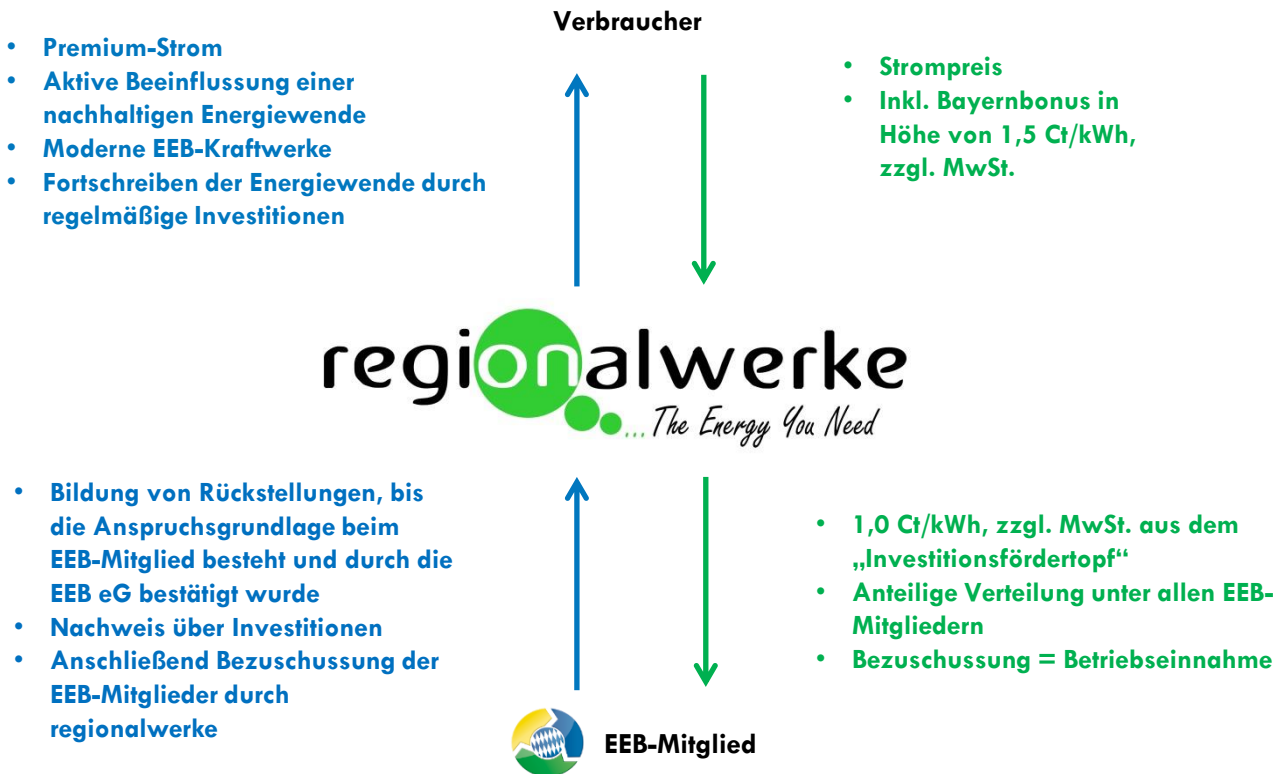 Verbraucher
• Premium-Strom
• Aktive Beeinflussung einer
nachhaltigen Energiewende
• Moderne EEB-Kraftwerke
• Fortschreiben der Energiewende durch
regelmäßige Investitionen
• Strompreis
• Inkl. Bayernbonus in
Höhe von 1,5 Ct/kWh,
zzgl. MwSt.
regionalwerke
...The Energy You Need
• Bildung von Rückstellungen, bis
die Anspruchsgrundlage beim
EEB-Mitglied besteht und durch die
EEB eG bestätigt wurde
• Nachweis über Investitionen
• Anschließend Bezuschussung der
EEB-Mitglieder durch
regionalwerke
• 1,0 Ct/kWh, zzgl. MwSt. aus dem
„Investitionsfördertopf“
• Anteilige Verteilung unter allen EEB-
Mitgliedern
• Bezuschussung = Betriebseinnahme
EEB-Mitglied